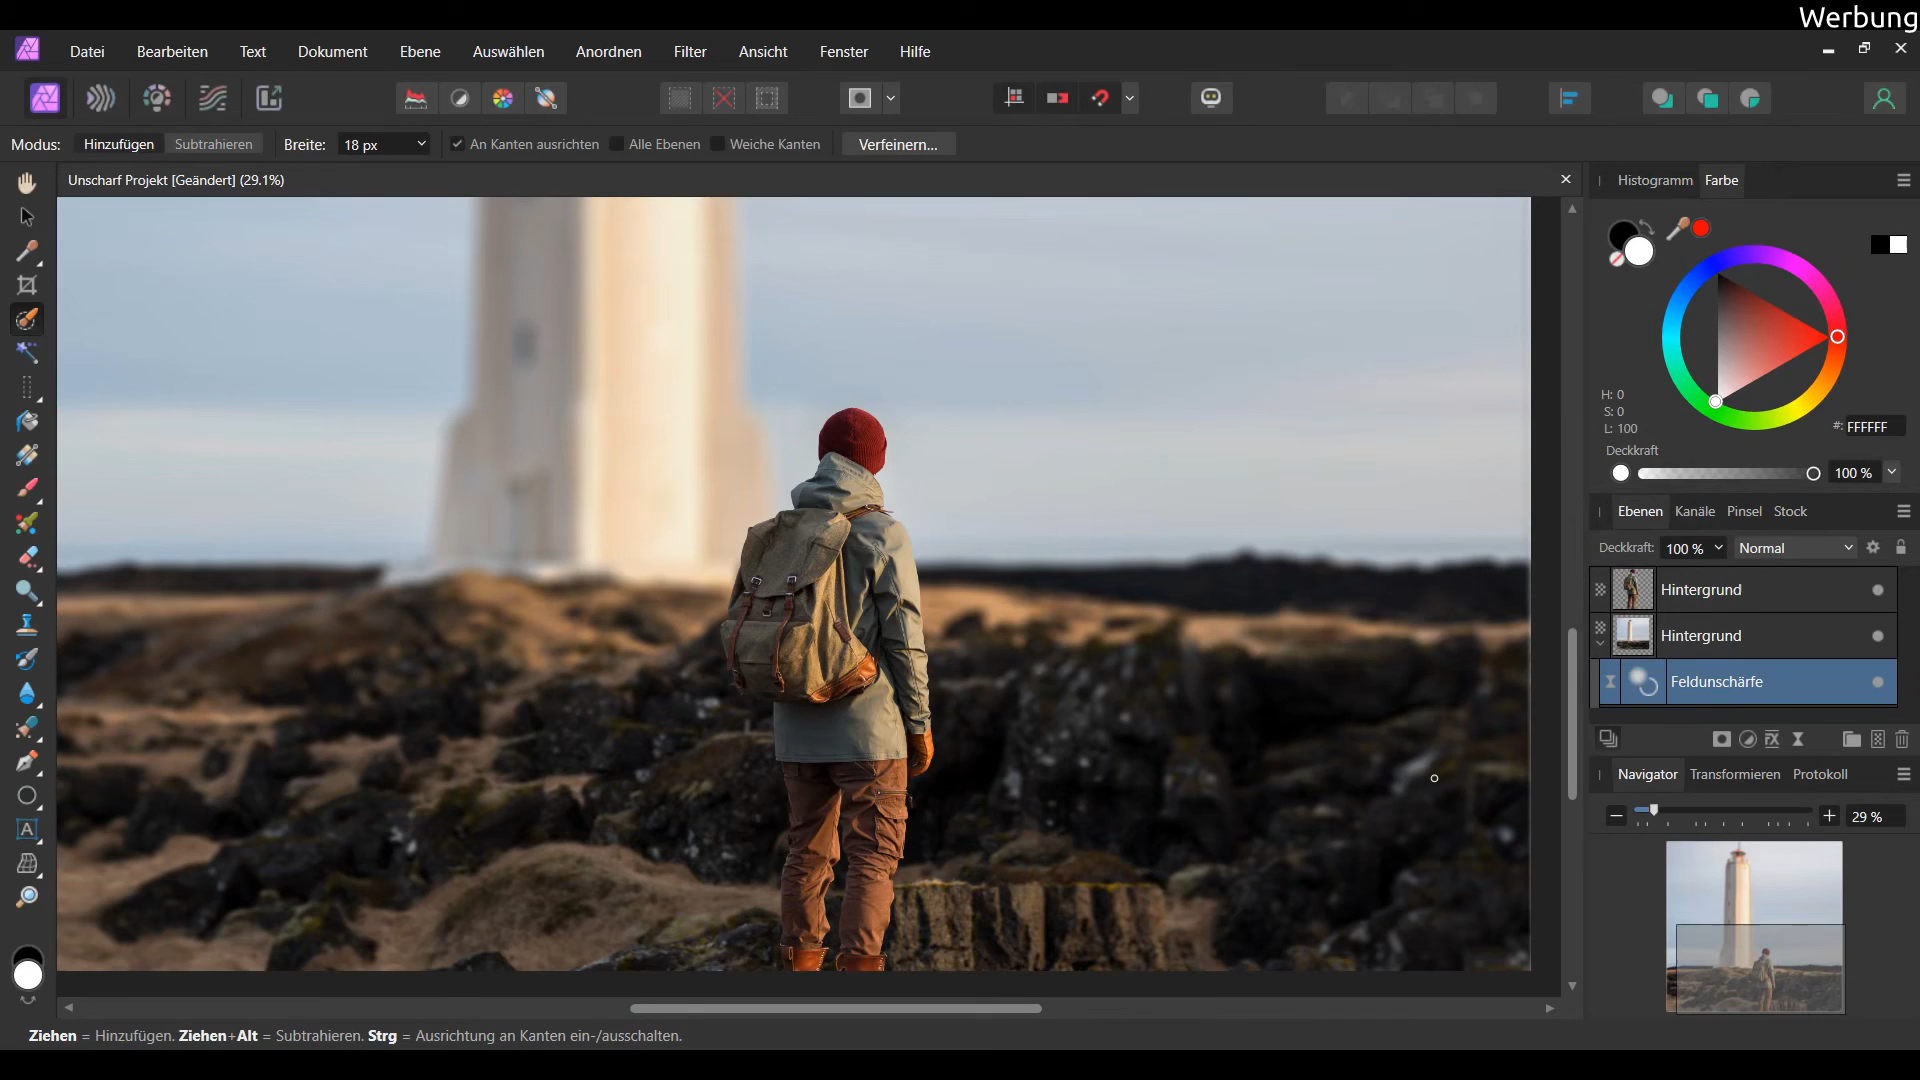 Werbung
Datei Bearbeiten Text Dokument Ebene Auswählen Anordnen Filter Ansicht Fenster Hilfe
Modus: Hinzufügen Subtrahieren Breite: 18 px An Kanten ausrichten Alle Ebenen Weiche Kanten Verfeinern...
Unscharf Projekt [Geändert] (29.1%)
Histogramm Farbe
H: 0
S: 0
L: 100
#: FFFFFF
Deckkraft
100 %
Ebenen Kanäle Pinsel Stock
Deckkraft: 100 % Normal
Hintergrund
Hintergrund
Feldunschärfe
Navigator Transformieren Protokoll
29 %
Ziehen = Hinzufügen. Ziehen+Alt = Subtrahieren. Strg = Ausrichtung an Kanten ein-/ausschalten.